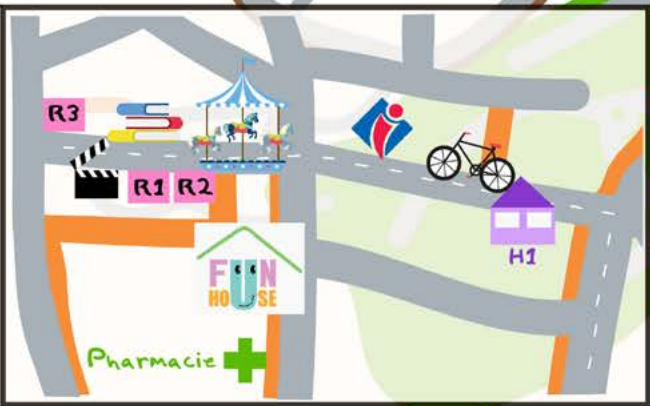 R3
R1 R2
FUN
HOUSE
H1
Pharmacie